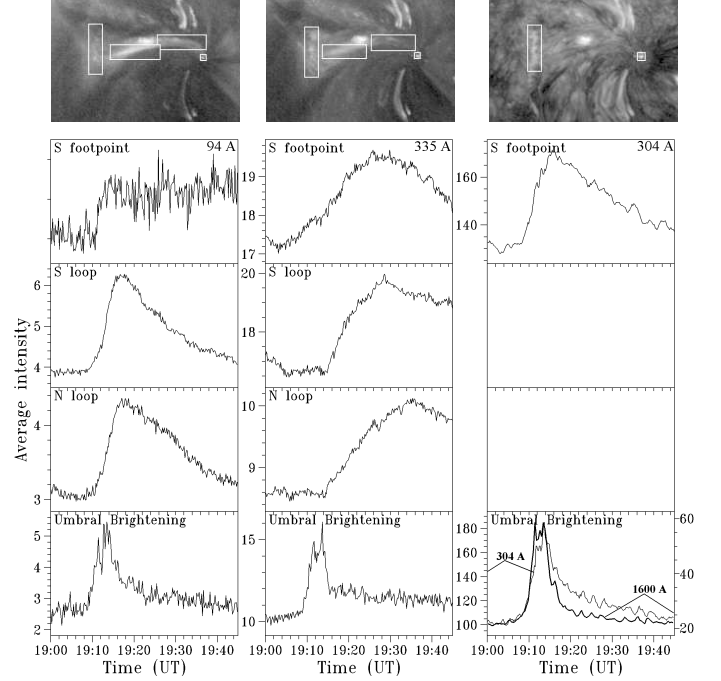 S footpoint 94 A
S footpoint 335 A
S footpoint 304 A
19
18
17
160
140
S loop
S loop
6
5
4
20
18
N loop
N loop
4
3
10
9
Umbral Brightening
Umbral Brightening
Umbral Brightening
5
4
3
2
15
10
180
160
140
120
100
60
40
20
304 A
1600 A
Average intensity
19:00 19:10 19:20 19:30 19:40
19:00 19:10 19:20 19:30 19:40
19:00 19:10 19:20 19:30 19:40
Time (UT)
Time (UT)
Time (UT)